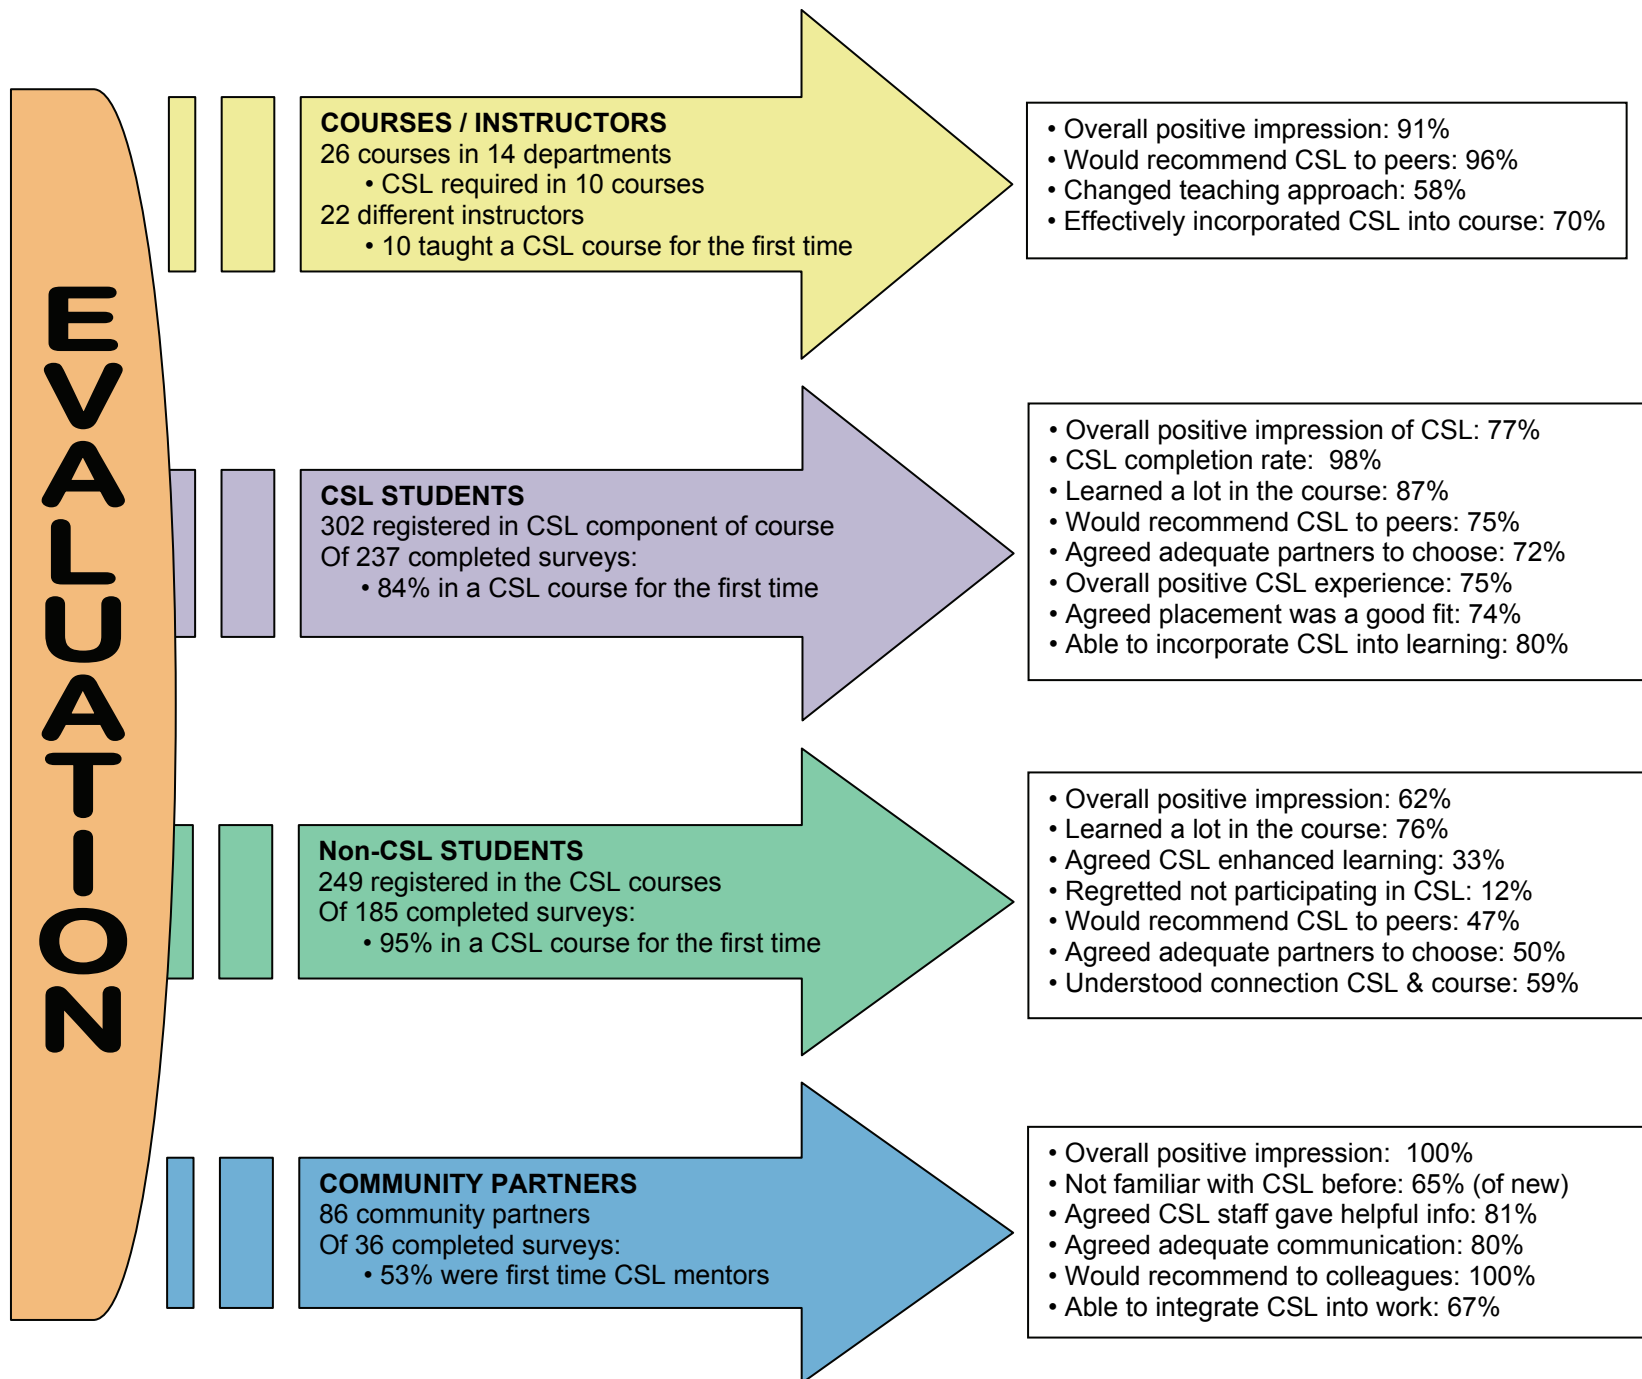 EVALUATION
COURSES / INSTRUCTORS
26 courses in 14 departments
• CSL required in 10 courses
22 different instructors
• 10 taught a CSL course for the first time
• Overall positive impression: 91%
• Would recommend CSL to peers: 96%
• Changed teaching approach: 58%
• Effectively incorporated CSL into course: 70%
CSL STUDENTS
302 registered in CSL component of course
Of 237 completed surveys:
• 84% in a CSL course for the first time
• Overall positive impression of CSL: 77%
• CSL completion rate:  98%
• Learned a lot in the course: 87%
• Would recommend CSL to peers: 75%
• Agreed adequate partners to choose: 72%
• Overall positive CSL experience: 75%
• Agreed placement was a good fit: 74%
• Able to incorporate CSL into learning: 80%
Non-CSL STUDENTS
249 registered in the CSL courses
Of 185 completed surveys:
• 95% in a CSL course for the first time
• Overall positive impression: 62%
• Learned a lot in the course: 76%
• Agreed CSL enhanced learning: 33%
• Regretted not participating in CSL: 12%
• Would recommend CSL to peers: 47%
• Agreed adequate partners to choose: 50%
• Understood connection CSL & course: 59%
COMMUNITY PARTNERS
86 community partners
Of 36 completed surveys:
• 53% were first time CSL mentors
• Overall positive impression:  100%
• Not familiar with CSL before: 65% (of new)
• Agreed CSL staff gave helpful info: 81%
• Agreed adequate communication: 80%
• Would recommend to colleagues: 100%
• Able to integrate CSL into work: 67%